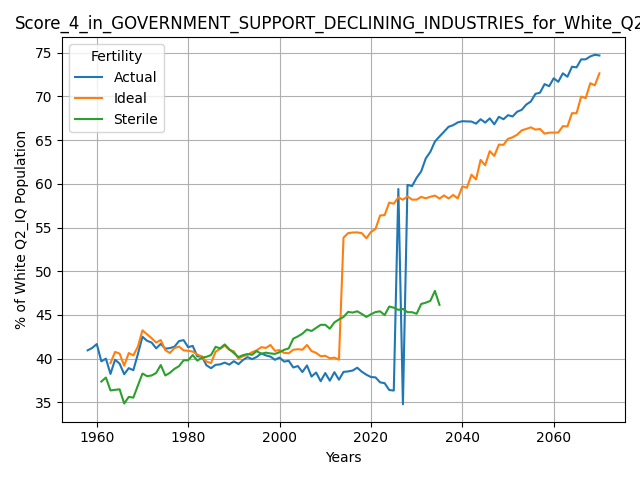 Score_4_in_GOVERNMENT_SUPPORT_DECLINING_INDUSTRIES_for_White_Q2
Fertility
Actual
Ideal
Sterile
% of White Q2_IQ Population
75
70
65
60
55
50
45
40
35
1960
1980
2000
2020
2040
2060
Years